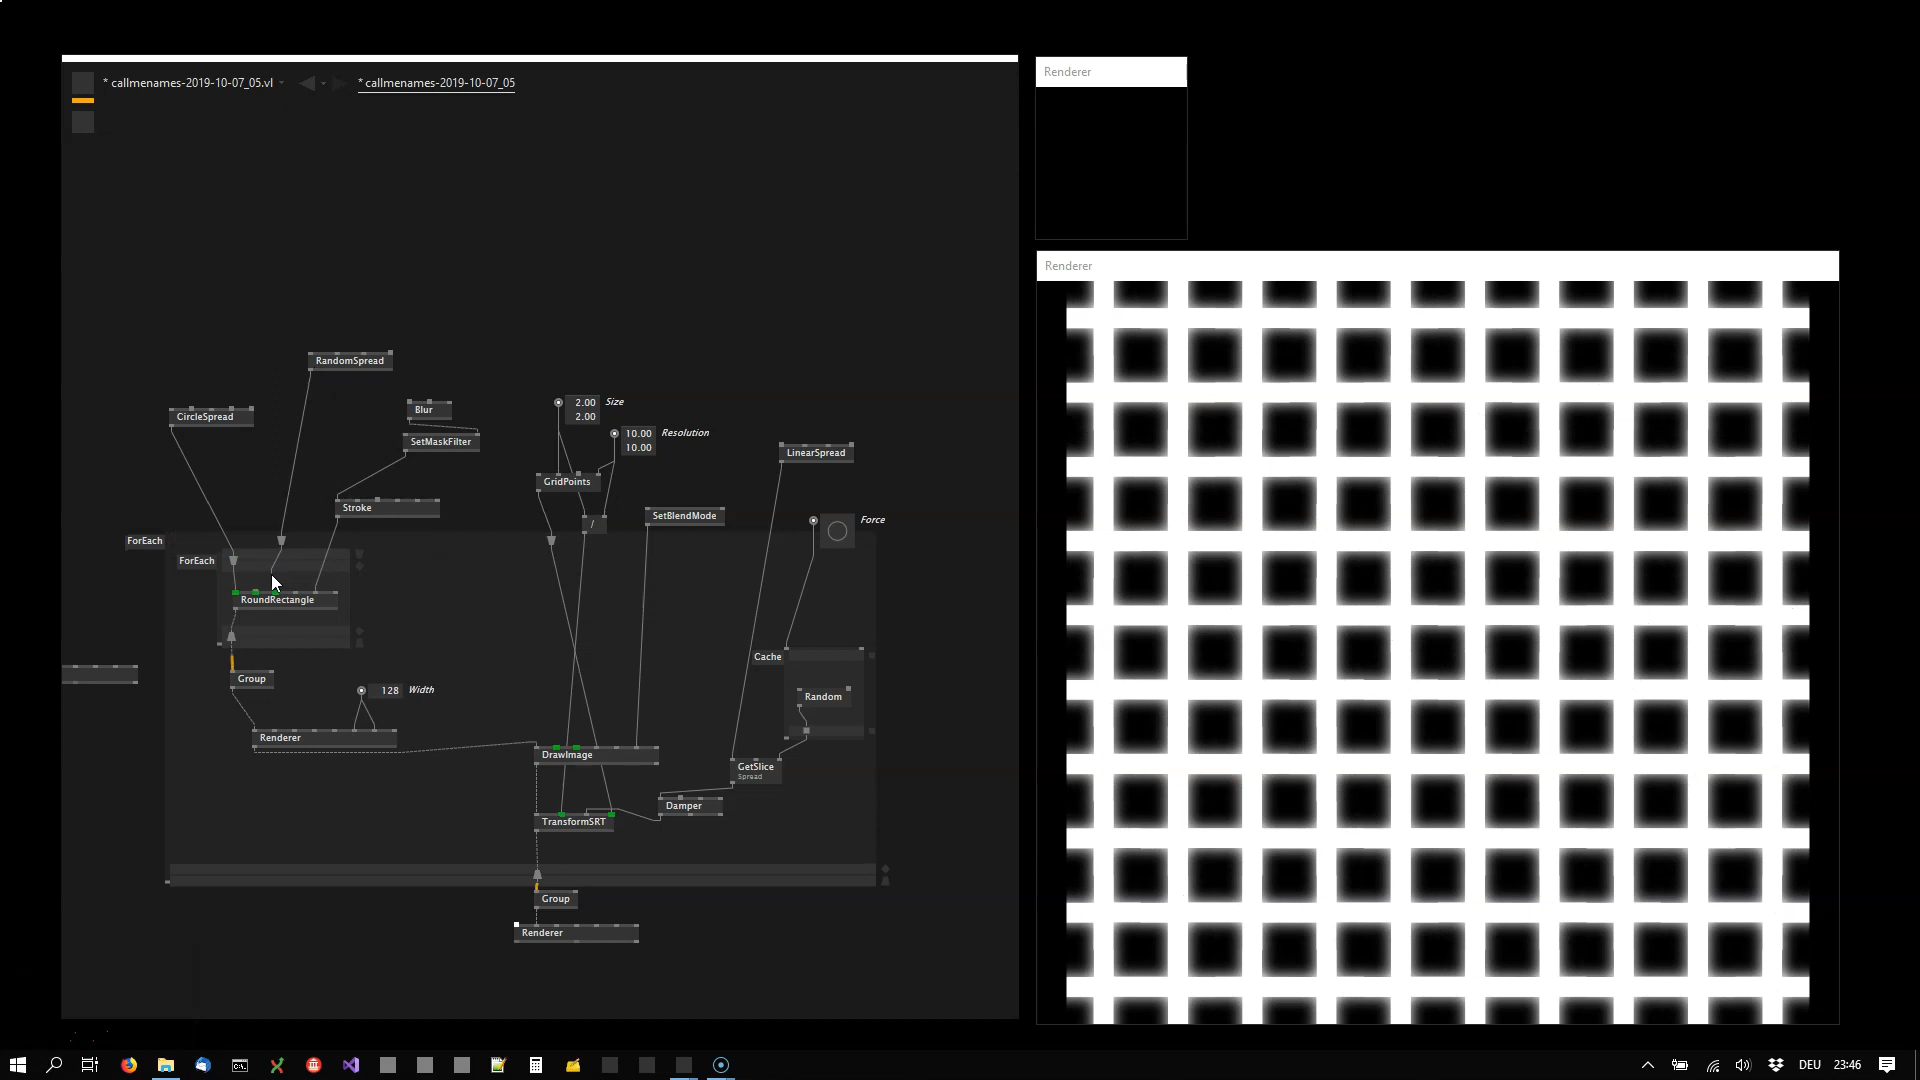 * callmenames-2019-10-07_05.vl
* callmenames-2019-10-07_05
Renderer
Renderer
RandomSpread
CircleSpread
Blur
SetMaskFilter
2.00 Size
2.00
10.00 Resolution
10.00
LinearSpread
GridPoints
Stroke
SetBlendMode
/
Force
ForEach
ForEach
RoundRectangle
Cache
Group
128 Width
Random
Renderer
DrawImage
GetSlice
Spread
Damper
TransformSRT
Group
Renderer
DEU
23:46